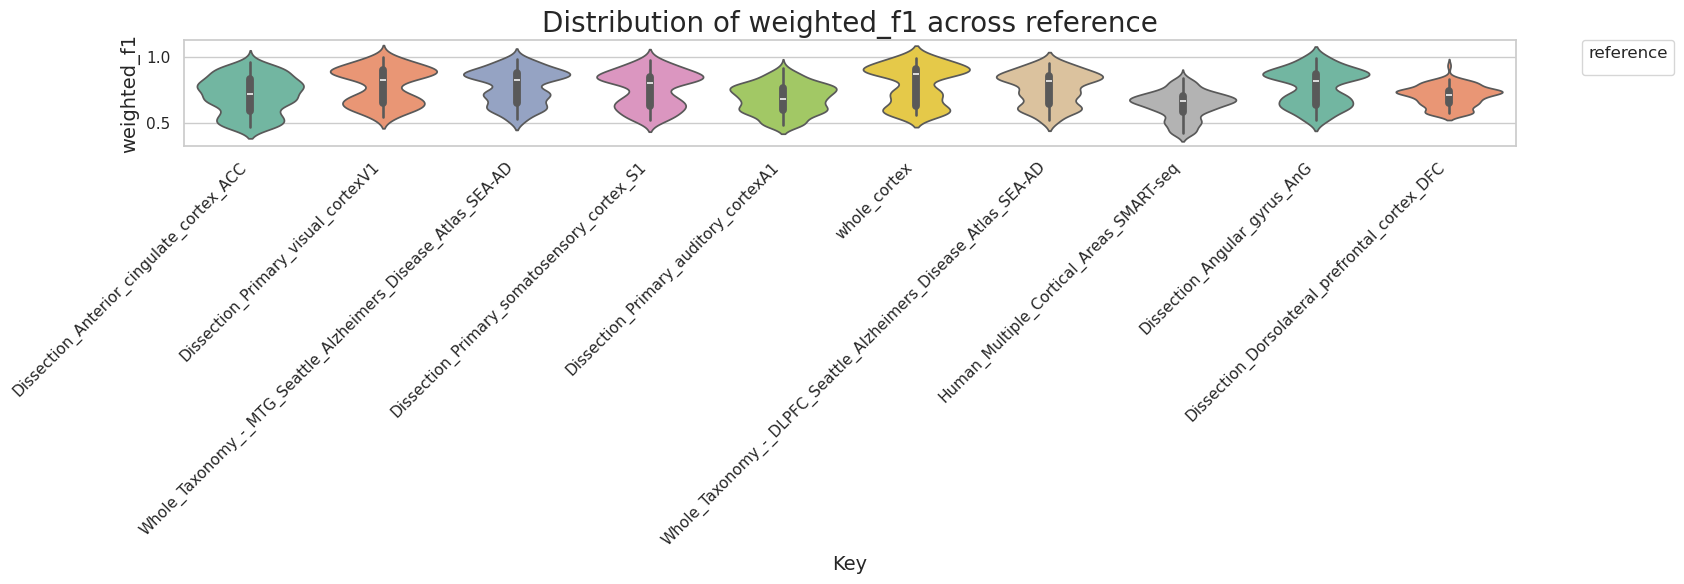 Distribution of weighted_f1 across reference
weighted_f1
1.0
0.5
reference
Dissection_Anterior_cingulate_cortex_ACC
Dissection_Primary_visual_cortexV1
Whole_Taxonomy_-_MTG_Seattle_Alzheimers_Disease_Atlas_SEA-AD
Dissection_Primary_somatosensory_cortex_S1
Dissection_Primary_auditory_cortexA1
whole_cortex
Whole_Taxonomy_-_DLPFC_Seattle_Alzheimers_Disease_Atlas_SEA-AD
Human_Multiple_Cortical_Areas_SMART-seq
Dissection_Angular_gyrus_AnG
Dissection_Dorsolateral_prefrontal_cortex_DFC
Key